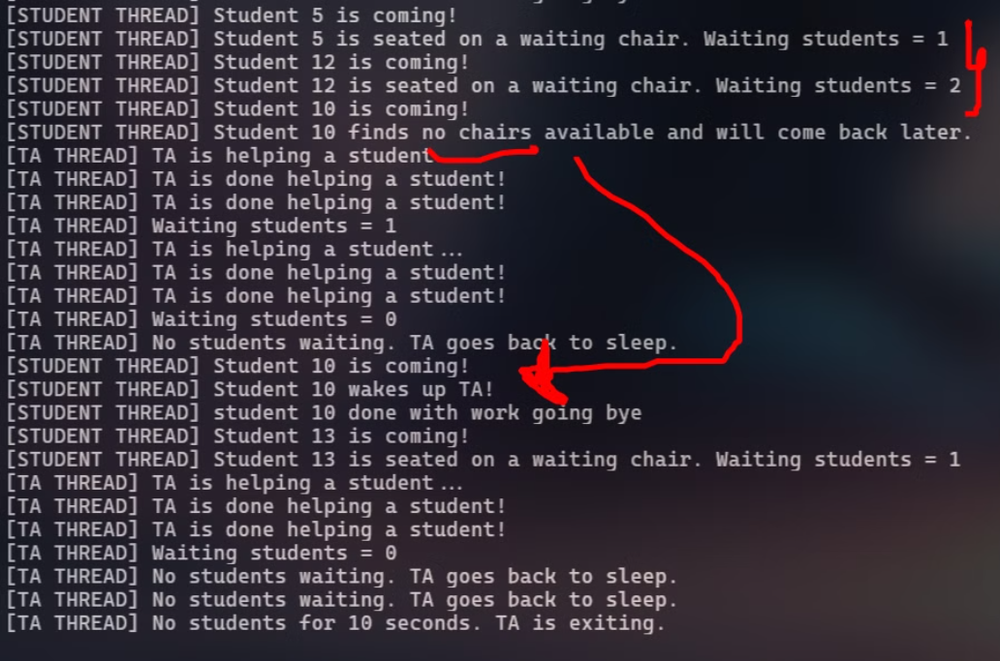 [STUDENT THREAD] Student 5 is coming!
[STUDENT THREAD] Student 5 is seated on a waiting chair. Waiting students = 1
[STUDENT THREAD] Student 12 is coming!
[STUDENT THREAD] Student 12 is seated on a waiting chair. Waiting students = 2
[STUDENT THREAD] Student 10 is coming!
[STUDENT THREAD] Student 10 finds no chairs available and will come back later.
[TA THREAD] TA is helping a student
[TA THREAD] TA is done helping a student!
[TA THREAD] TA is done helping a student!
[TA THREAD] Waiting students = 1
[TA THREAD] TA is helping a student...
[TA THREAD] TA is done helping a student!
[TA THREAD] TA is done helping a student!
[TA THREAD] Waiting students = 0
[TA THREAD] No students waiting. TA goes back to sleep.
[STUDENT THREAD] Student 10 is coming!
[STUDENT THREAD] Student 10 wakes up TA!
[STUDENT THREAD] student 10 done with work going bye
[STUDENT THREAD] Student 13 is coming!
[STUDENT THREAD] Student 13 is seated on a waiting chair. Waiting students = 1
[TA THREAD] TA is helping a student...
[TA THREAD] TA is done helping a student!
[TA THREAD] TA is done helping a student!
[TA THREAD] Waiting students = 0
[TA THREAD] No students waiting. TA goes back to sleep.
[TA THREAD] No students waiting. TA goes back to sleep.
[TA THREAD] No students for 10 seconds. TA is exiting.